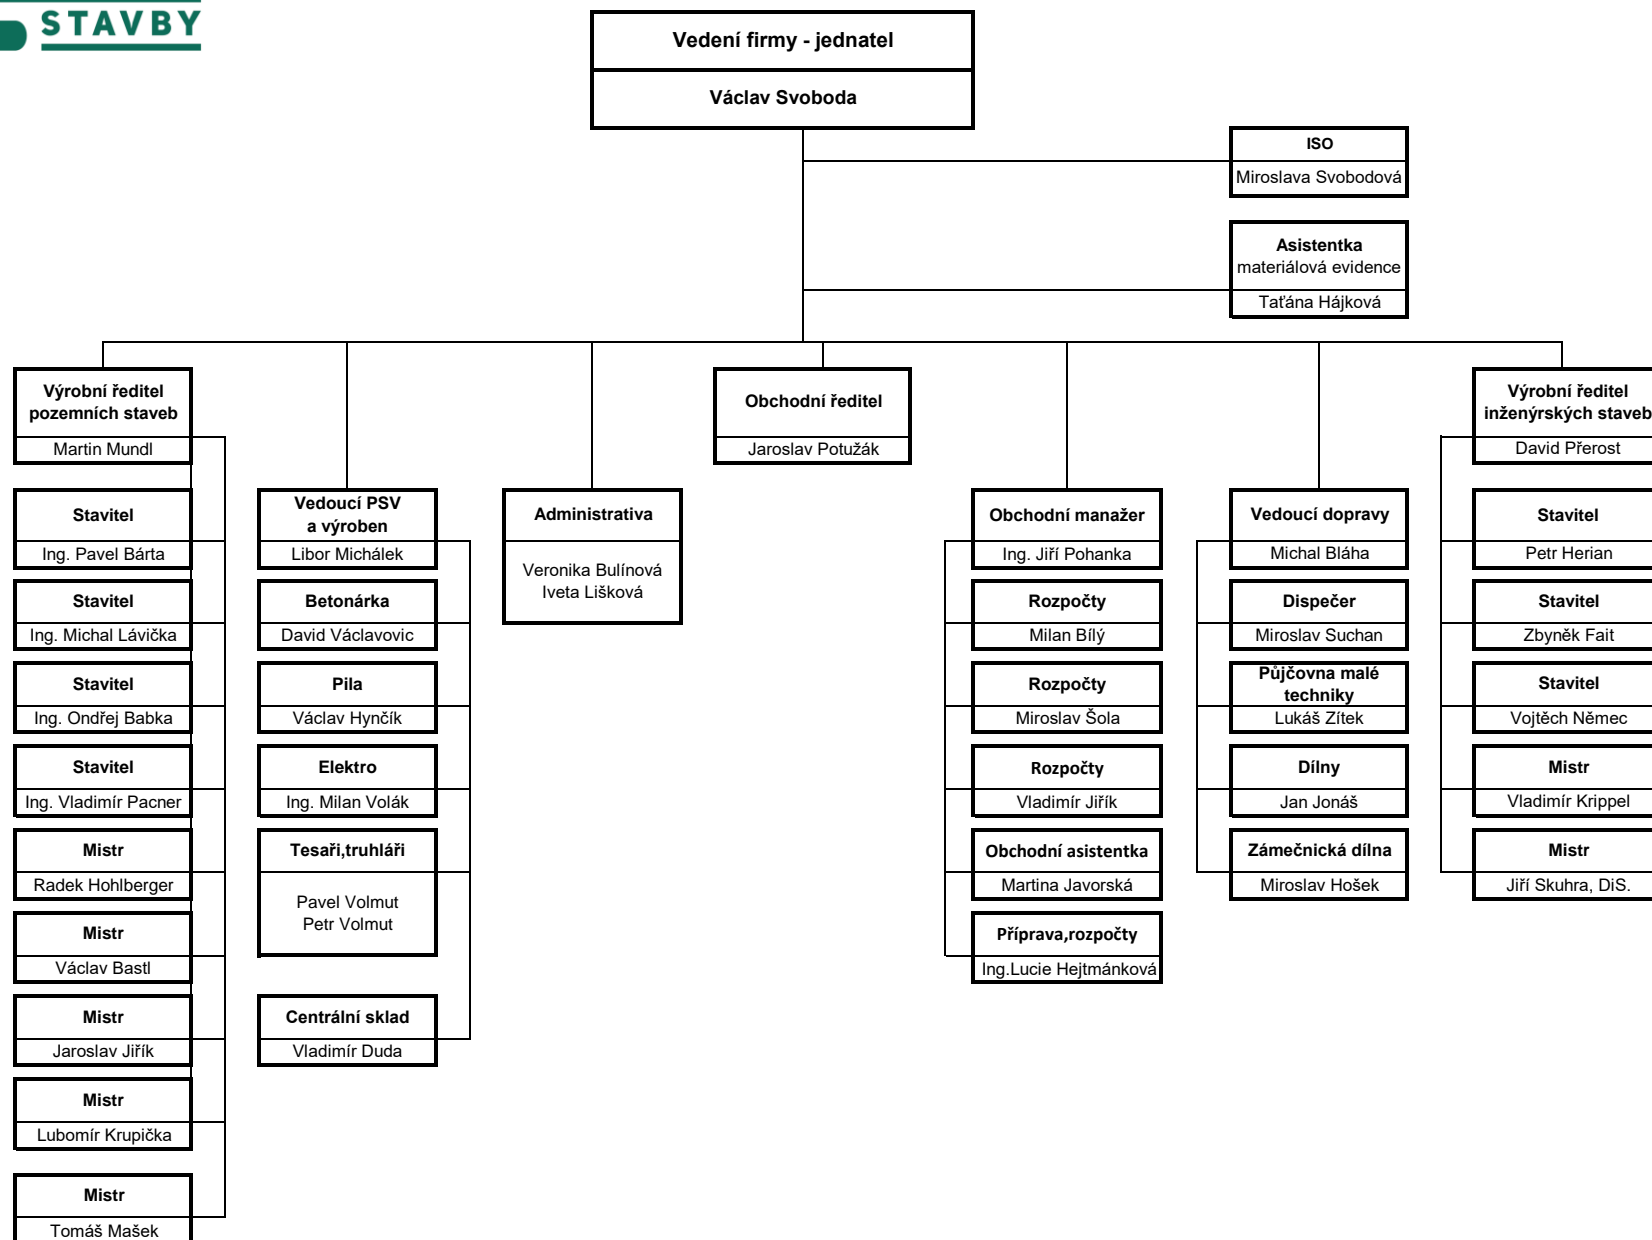 STAVBY
Vedení firmy - jednatel
Václav Svoboda
ISO
Miroslava Svobodová
Asistentka
materiálová evidence
Taťána Hájková
Výrobní ředitel
pozemních staveb
Martin Mundl
Stavitel
Ing. Pavel Bárta
Stavitel
Ing. Michal Lávička
Stavitel
Ing. Ondřej Babka
Stavitel
Ing. Vladimír Pacner
Mistr
Radek Hohlberger
Mistr
Václav Bastl
Mistr
Jaroslav Jiřík
Mistr
Lubomír Krupička
Mistr
Tomáš Mašek
Vedoucí PSV
a výroben
Libor Michálek
Betonárka
David Václavovic
Pila
Václav Hynčík
Elektro
Ing. Milan Volák
Tesaři,truhláři
Pavel Volmut
Petr Volmut
Centrální sklad
Vladimír Duda
Administrativa
Veronika Bulínová
Iveta Lišková
Obchodní ředitel
Jaroslav Potužák
Obchodní manažer
Ing. Jiří Pohanka
Rozpočty
Milan Bílý
Rozpočty
Miroslav Šola
Rozpočty
Vladimír Jiřík
Obchodní asistentka
Martina Javorská
Příprava,rozpočty
Ing.Lucie Hejtmánková
Vedoucí dopravy
Michal Bláha
Dispečer
Miroslav Suchan
Půjčovna malé
techniky
Lukáš Zítek
Dílny
Jan Jonáš
Zámečnická dílna
Miroslav Hošek
Výrobní ředitel
inženýrských staveb
David Přerost
Stavitel
Petr Herian
Stavitel
Zbyněk Fait
Stavitel
Vojtěch Němec
Mistr
Vladimír Krippel
Mistr
Jiří Skuhra, DiS.